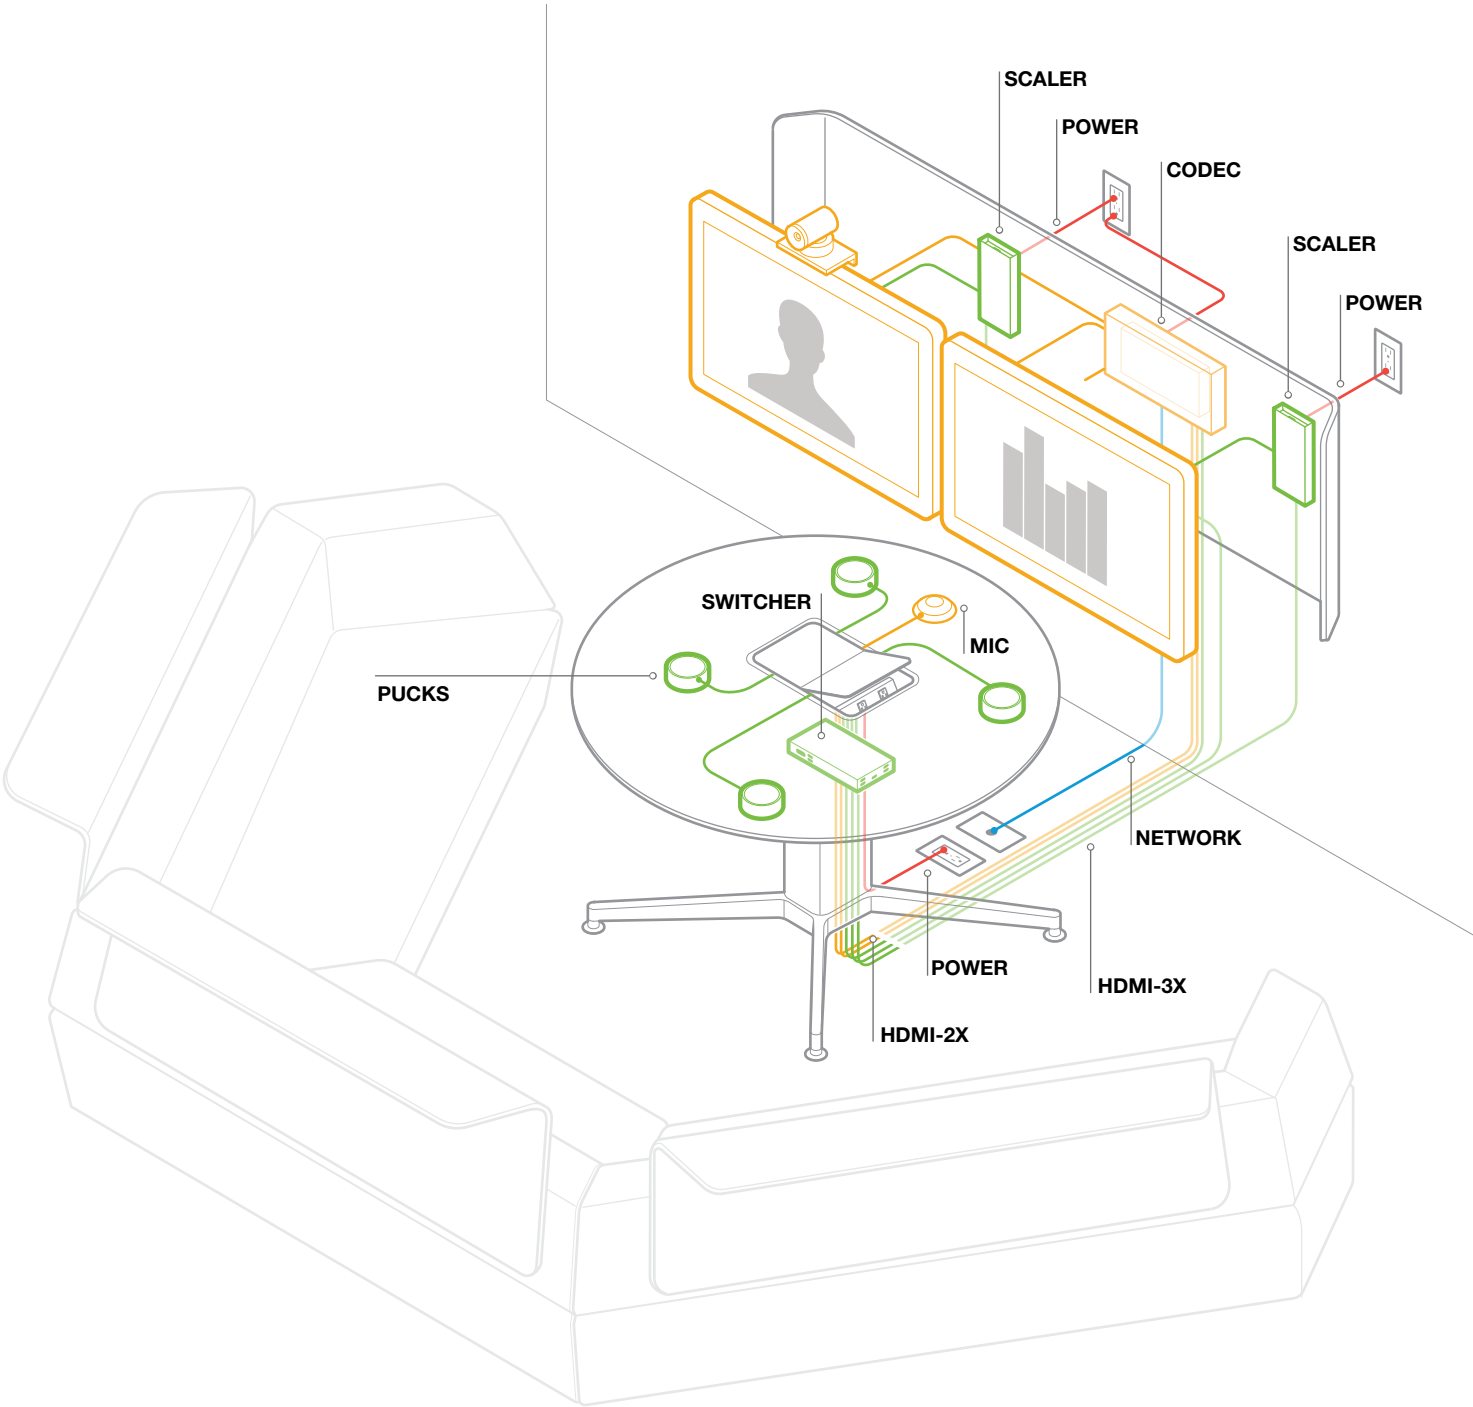 SCALER
POWER
CODEC
SCALER
POWER
SWITCHER
MIC
PUCKS
NETWORK
POWER
HDMI-3X
HDMI-2X